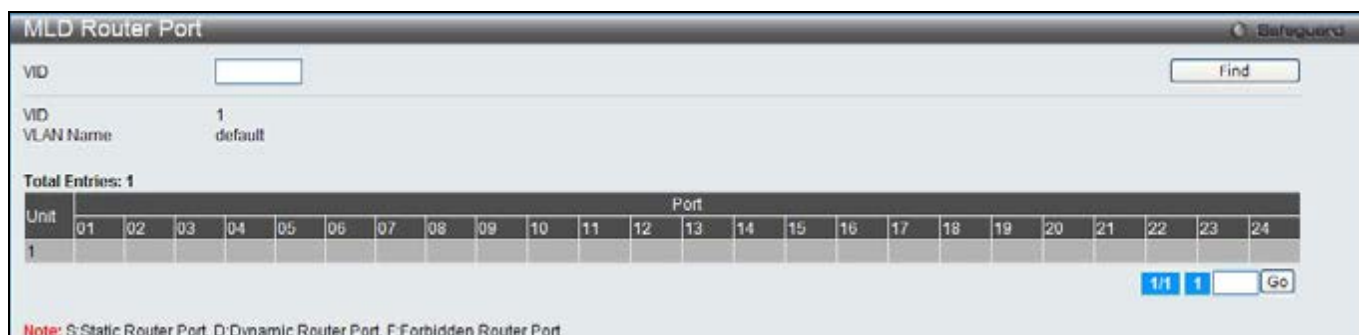 MLD Router Port Safeguard
VID Find
VID 1
VLAN Name default
Total Entries: 1
Unit Port
01 02 03 04 05 06 07 08 09 10 11 12 13 14 15 16 17 18 19 20 21 22 23 24
1
1/1 1 Go
Note: S:Static Router Port, D:Dynamic Router Port, F:Forbidden Router Port